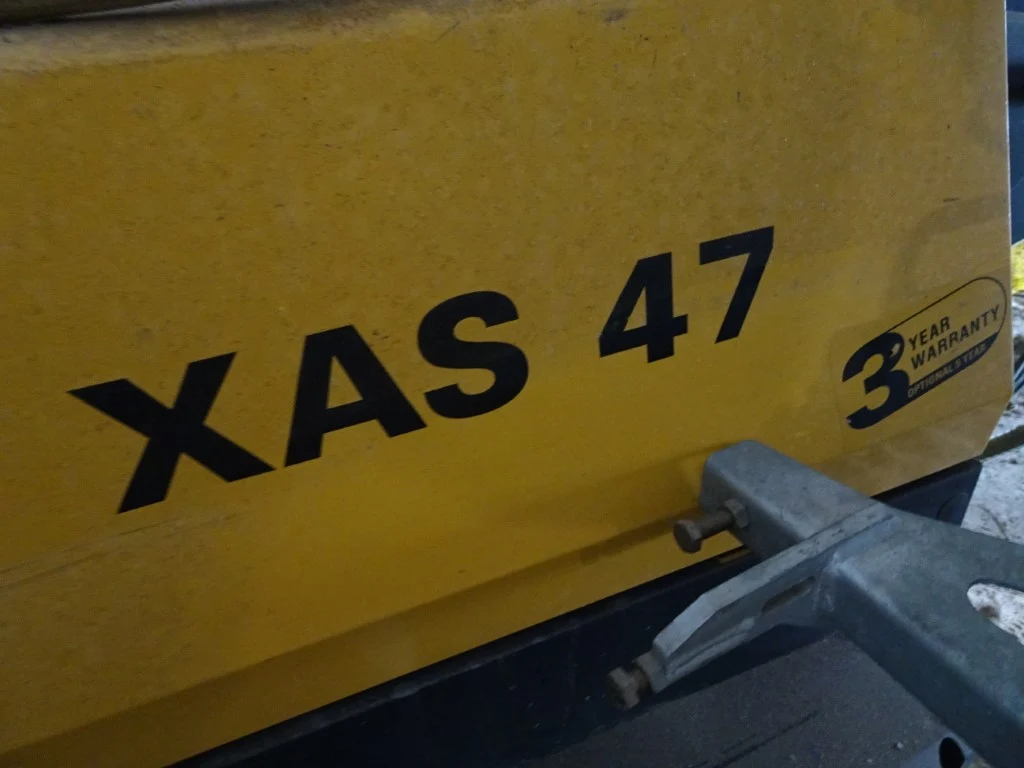 XAS 47
3 YEAR
WARRANTY
OPTIONAL 5 YEAR